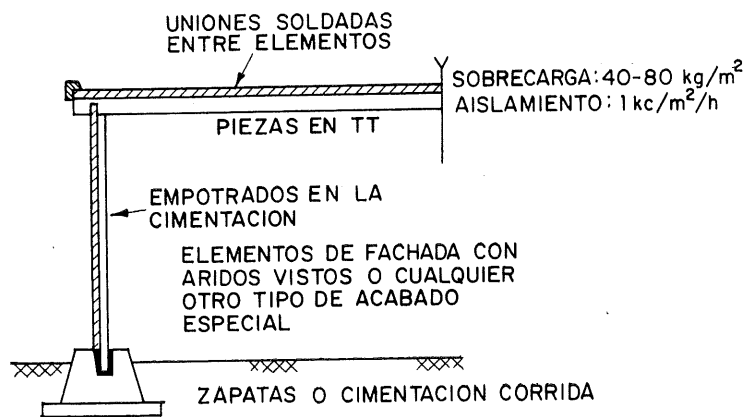 UNIONES SOLDADAS
ENTRE ELEMENTOS
SOBRECARGA: 40-80 kg/m²
AISLAMIENTO: 1 kc/m²/h
PIEZAS EN TT
EMPOTRADOS EN LA
CIMENTACION
ELEMENTOS DE FACHADA CON
ARIDOS VISTOS O CUALQUIER
OTRO TIPO DE ACABADO
ESPECIAL
ZAPATAS O CIMENTACION CORRIDA